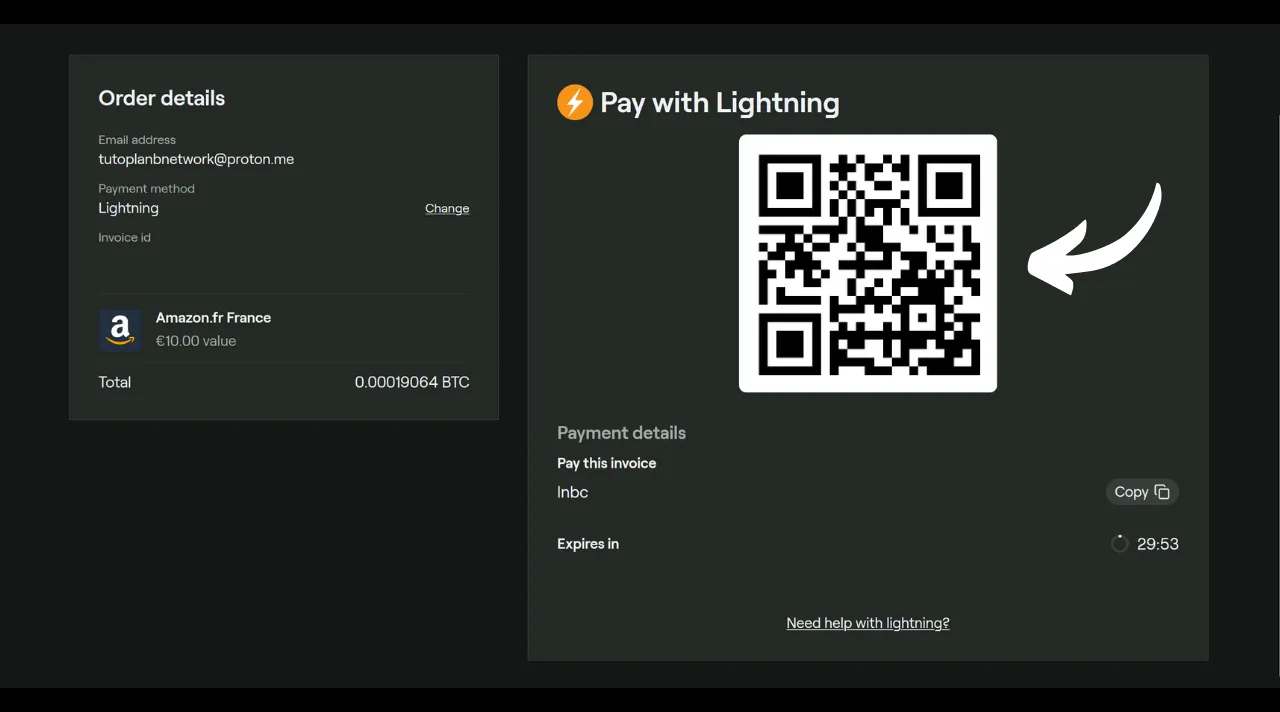 Order details
Email address
tutoplanbnetwork@proton.me
Payment method
Lightning
Change
Invoice id
a
Amazon.fr France
€10.00 value
Total
0.00019064 BTC
Pay with Lightning
Payment details
Pay this invoice
lnbc
Copy
Expires in
29:53
Need help with lightning?